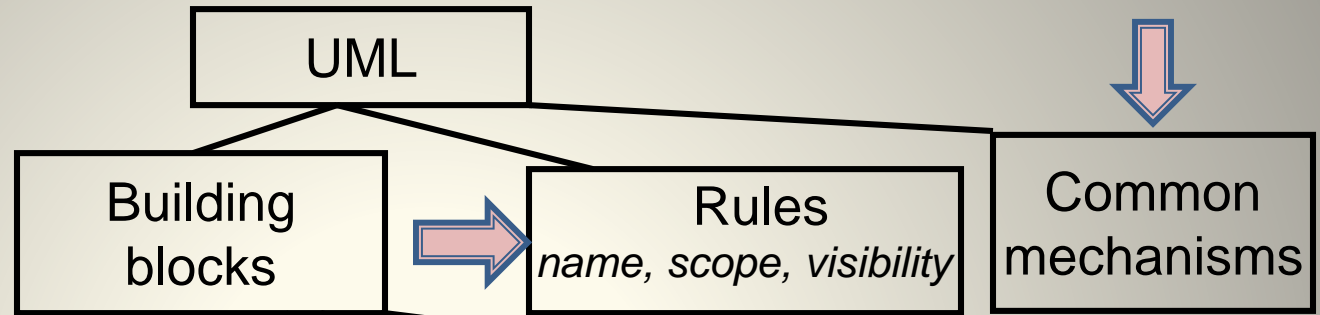 UML
Building
blocks
Rules
name, scope, visibility
Common
mechanisms